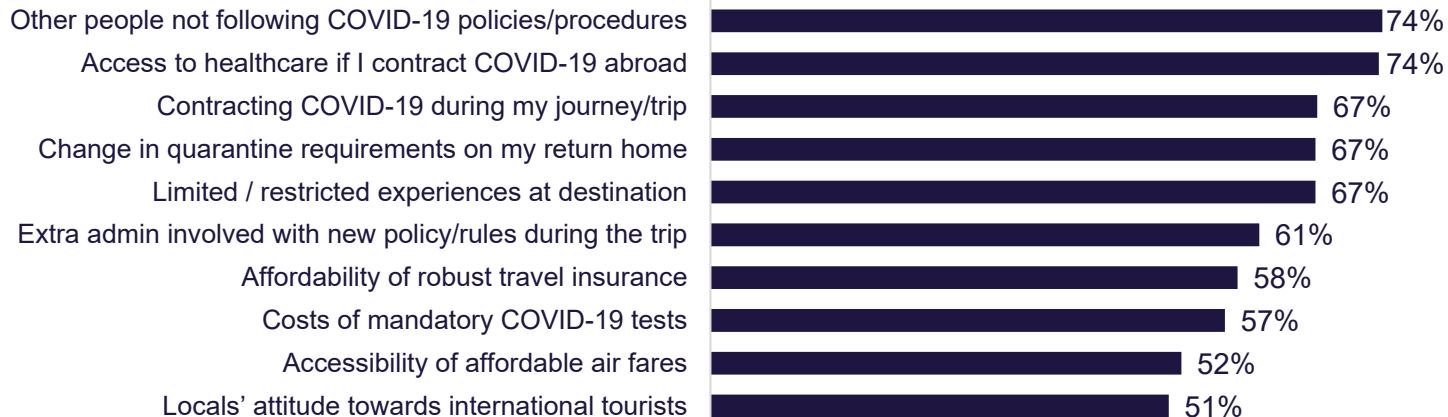 Other people not following COVID-19 policies/procedures 74%
Access to healthcare if I contract COVID-19 abroad 74%
Contracting COVID-19 during my journey/trip 67%
Change in quarantine requirements on my return home 67%
Limited / restricted experiences at destination 67%
Extra admin involved with new policy/rules during the trip 61%
Affordability of robust travel insurance 58%
Costs of mandatory COVID-19 tests 57%
Accessibility of affordable air fares 52%
Locals’ attitude towards international tourists 51%